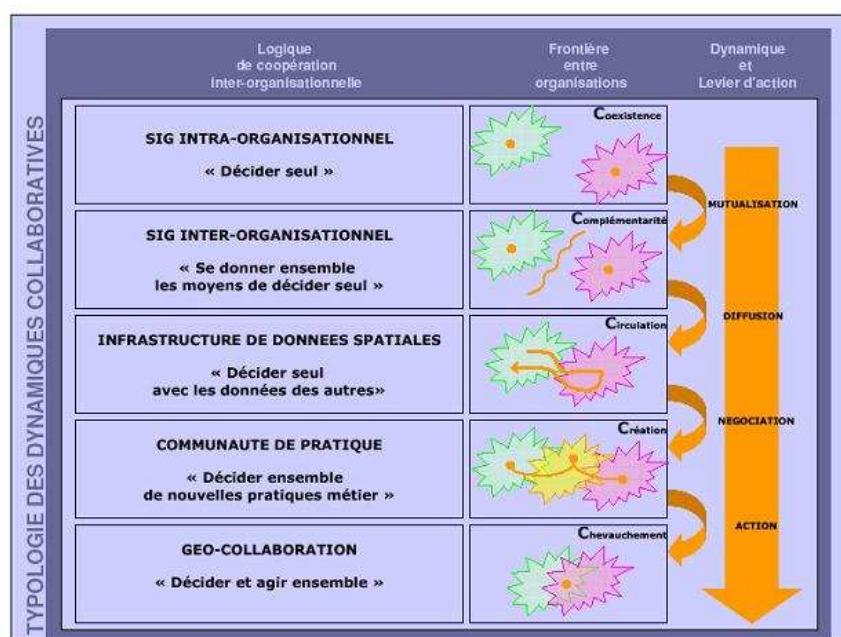 TYPOLOGIE DES DYNAMIQUES COLLABORATIVES
Logique
de coopération
inter-organisationnelle
Frontière
entre
organisations
Dynamique
et
Levier d'action
SIG INTRA-ORGANISATIONNEL
« Décider seul »
Coexistence
MUTUALISATION
SIG INTER-ORGANISATIONNEL
« Se donner ensemble
les moyens de décider seul »
Complémentarité
DIFFUSION
INFRASTRUCTURE DE DONNEES SPATIALES
« Décider seul
avec les données des autres»
Circulation
NEGOCIATION
COMMUNAUTE DE PRATIQUE
« Décider ensemble
de nouvelles pratiques métier »
Création
ACTION
GEO-COLLABORATION
« Décider et agir ensemble »
Chevauchement